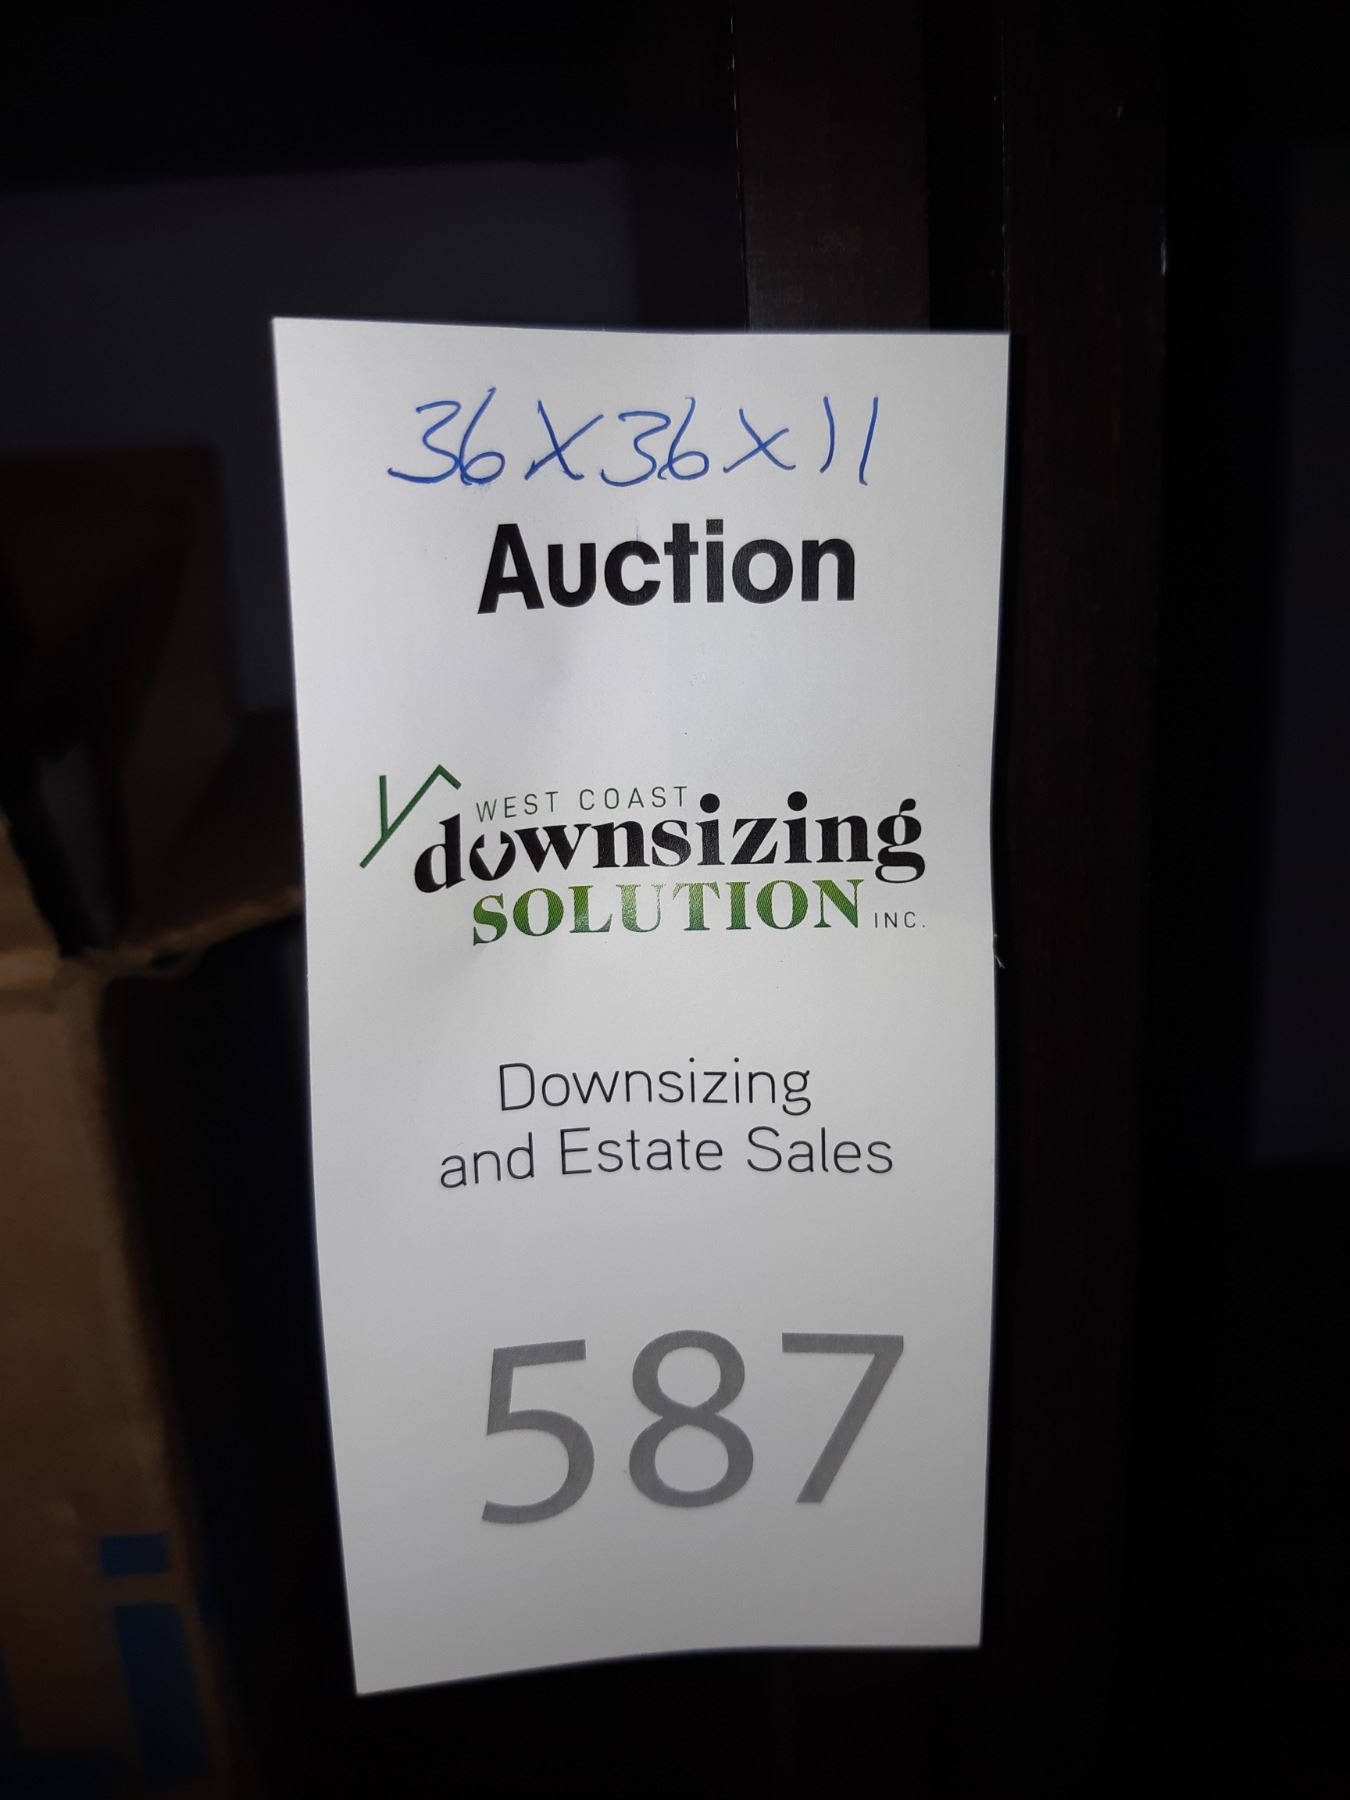 36x36x11
Auction
WEST COAST
downsizing
SOLUTION INC.
Downsizing
and Estate Sales
587